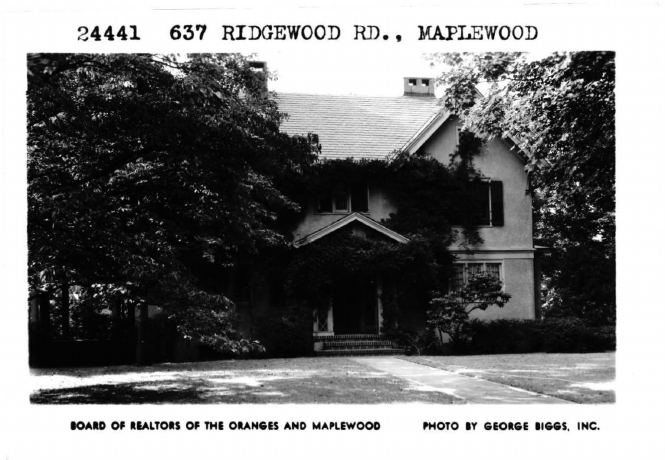 24441 637 RIDGEWOOD RD., MAPLEWOOD
BOARD OF REALTORS OF THE ORANGES AND MAPLEWOOD PHOTO BY GEORGE BIGGS, INC.